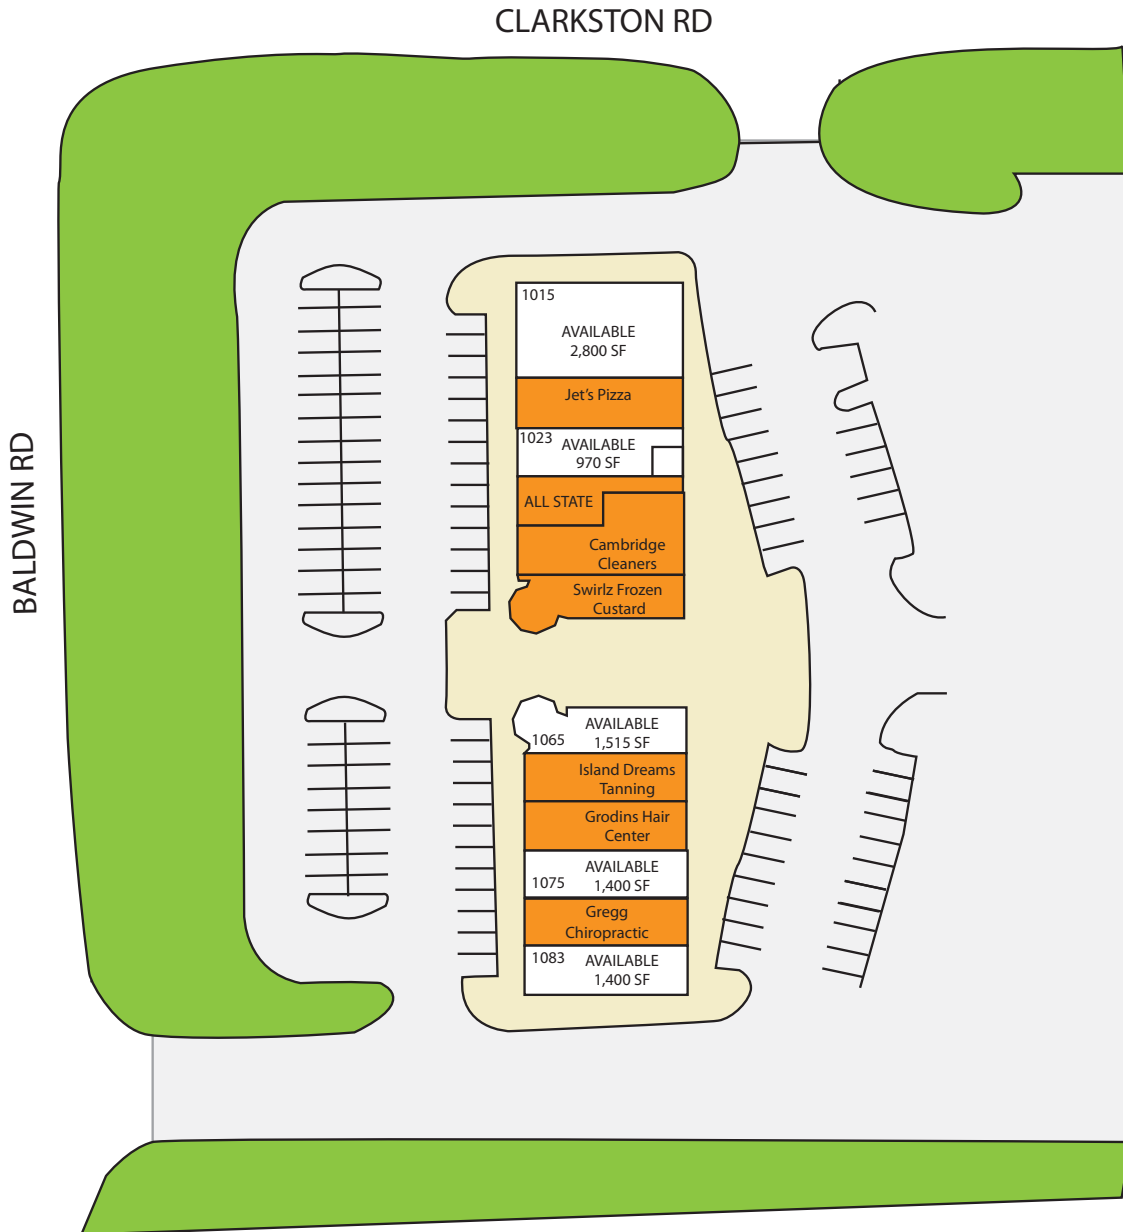 CLARKSTON RD
BALDWIN RD
1015
AVAILABLE
2,800 SF
Jet's Pizza
1023
AVAILABLE
970 SF
ALL STATE
Cambridge
Cleaners
Swirlz Frozen
Custard
AVAILABLE
1065
1,515 SF
Island Dreams
Tanning
Grodins Hair
Center
AVAILABLE
1075
1,400 SF
Gregg
Chiropractic
1083
AVAILABLE
1,400 SF